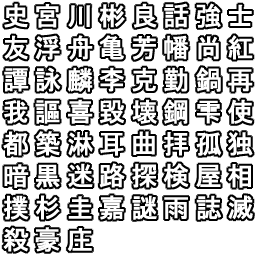 史宮川彬良話強士
友浮舟亀芳幡尚紅
譚詠麟李克勤鍋再
我謳喜毀壊鋼雫使
都築淋耳曲拝孤独
暗黒迷路探検屋相
撲杉圭嘉謎雨誌滅
殺豪庄